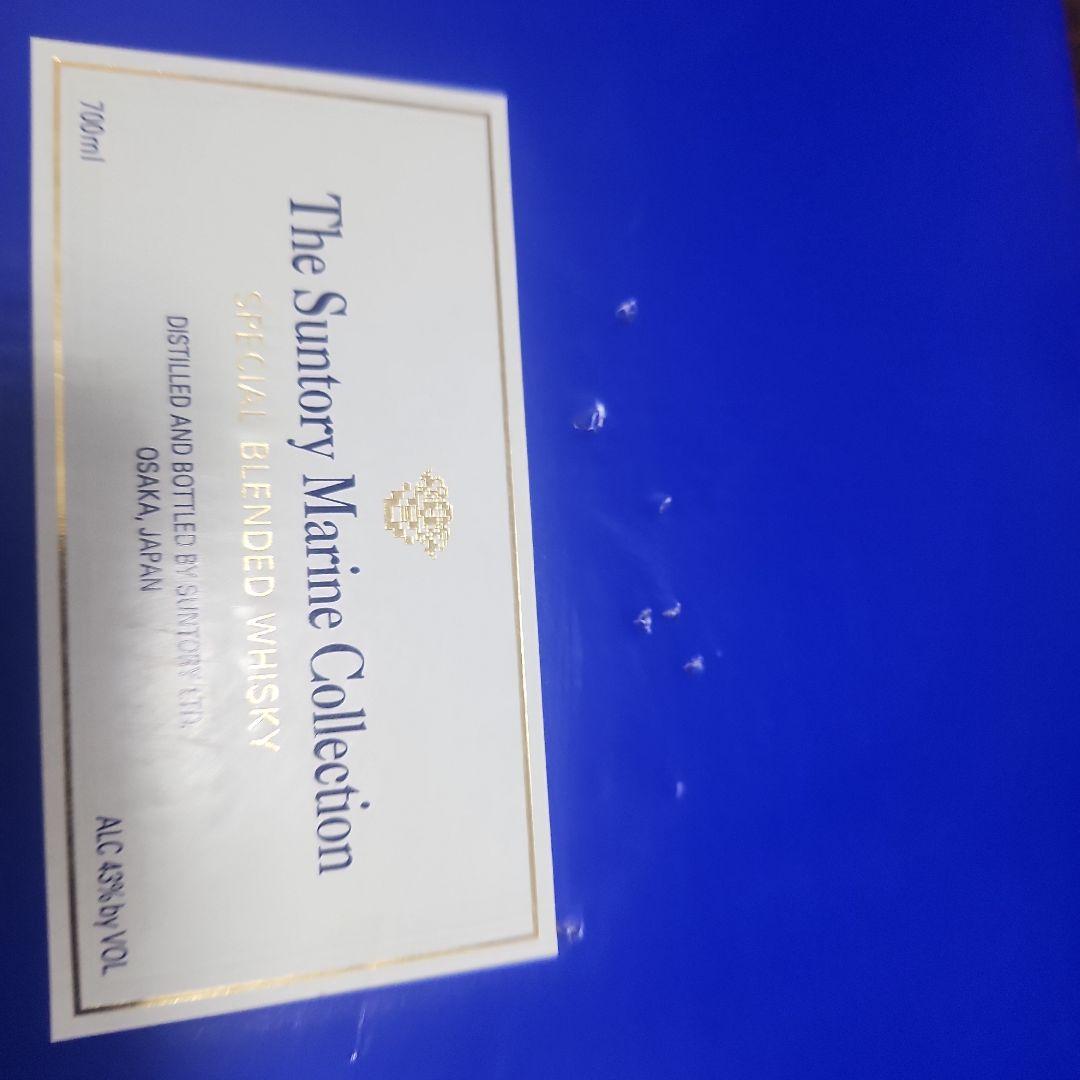 The Suntory Marine Collection
SPECIAL BLENDED WHISKY
DISTILLED AND BOTTLED BY SUNTORY LTD.
OSAKA, JAPAN
700ml
ALC 43% by VOL